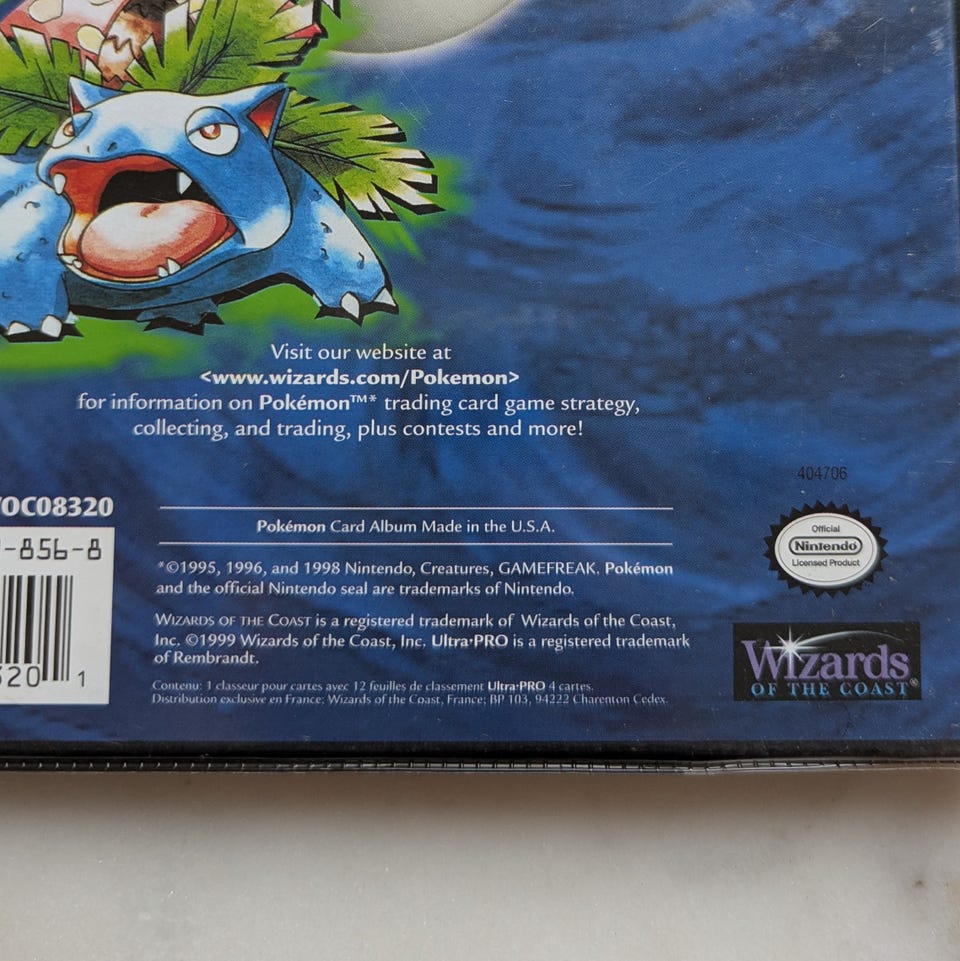 Visit our website at
<www.wizards.com/Pokemon>
for information on Pokémon™* trading card game strategy,
collecting, and trading, plus contests and more!
404706
OC08320
-856-8
320 1
Pokémon Card Album Made in the U.S.A.
*©1995, 1996, and 1998 Nintendo, Creatures, GAMEFREAK. Pokémon
and the official Nintendo seal are trademarks of Nintendo.
WIZARDS OF THE COAST is a registered trademark of Wizards of the Coast,
Inc. ©1999 Wizards of the Coast, Inc. Ultra•PRO is a registered trademark
of Rembrandt.
Contenu: 1 classeur pour cartes avec 12 feuilles de classement Ultra•PRO 4 cartes.
Distribution exclusive en France: Wizards of the Coast, France; BP 103, 94222 Charenton Cedex.
Official
Nintendo
Licensed Product
Wizards
OF THE COAST®